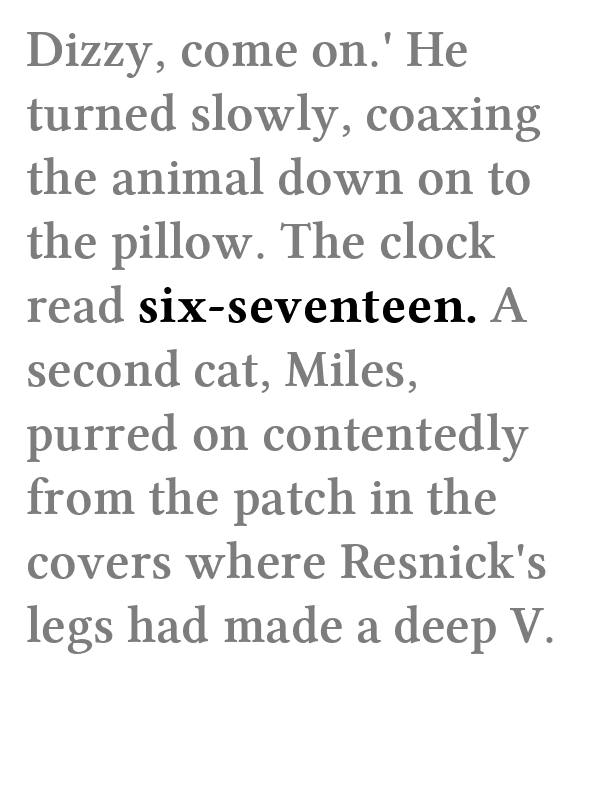 Dizzy, come on.' He
turned slowly, coaxing
the animal down on to
the pillow. The clock
read six-seventeen. A
second cat, Miles,
purred on contentedly
from the patch in the
covers where Resnick's
legs had made a deep V.